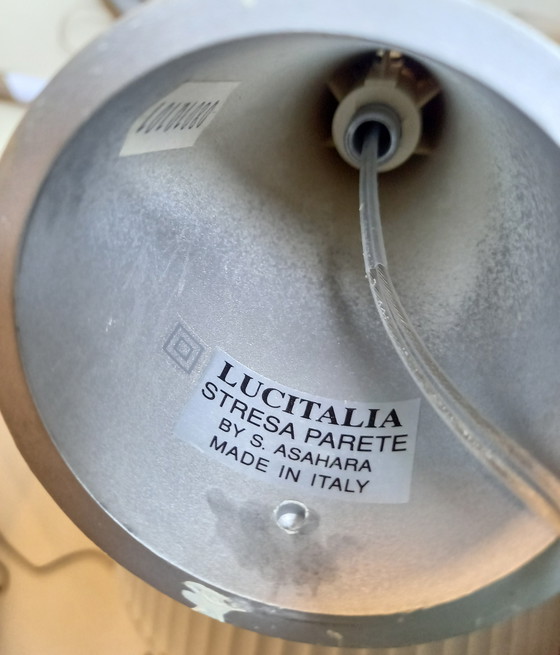 LUCITALIA
STRESA PARETE
BY S. ASAHARA
MADE IN ITALY